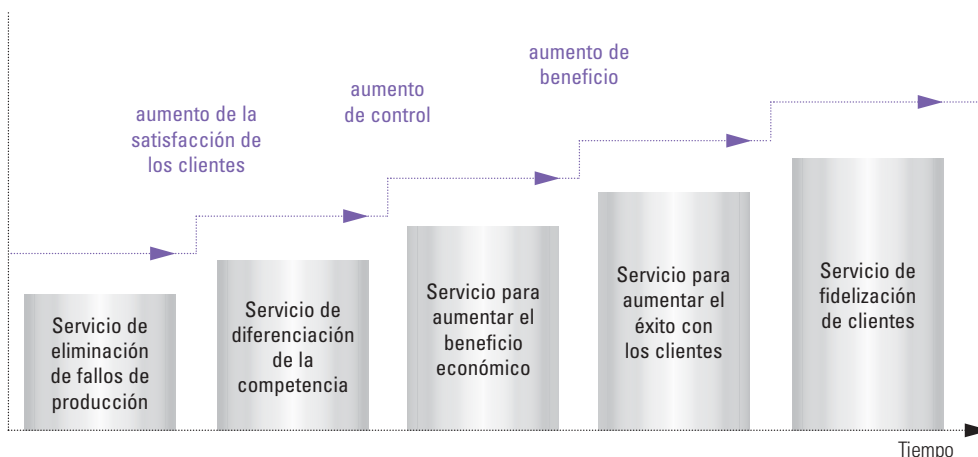 aumento de
beneficio
aumento
de control
aumento de la
satisfacción de
los clientes
Servicio de
eliminación
de fallos de
producción
Servicio de
diferenciación
de la
competencia
Servicio para
aumentar el
beneficio
económico
Servicio para
aumentar el
éxito con
los clientes
Servicio de
fidelización
de clientes
Tiempo